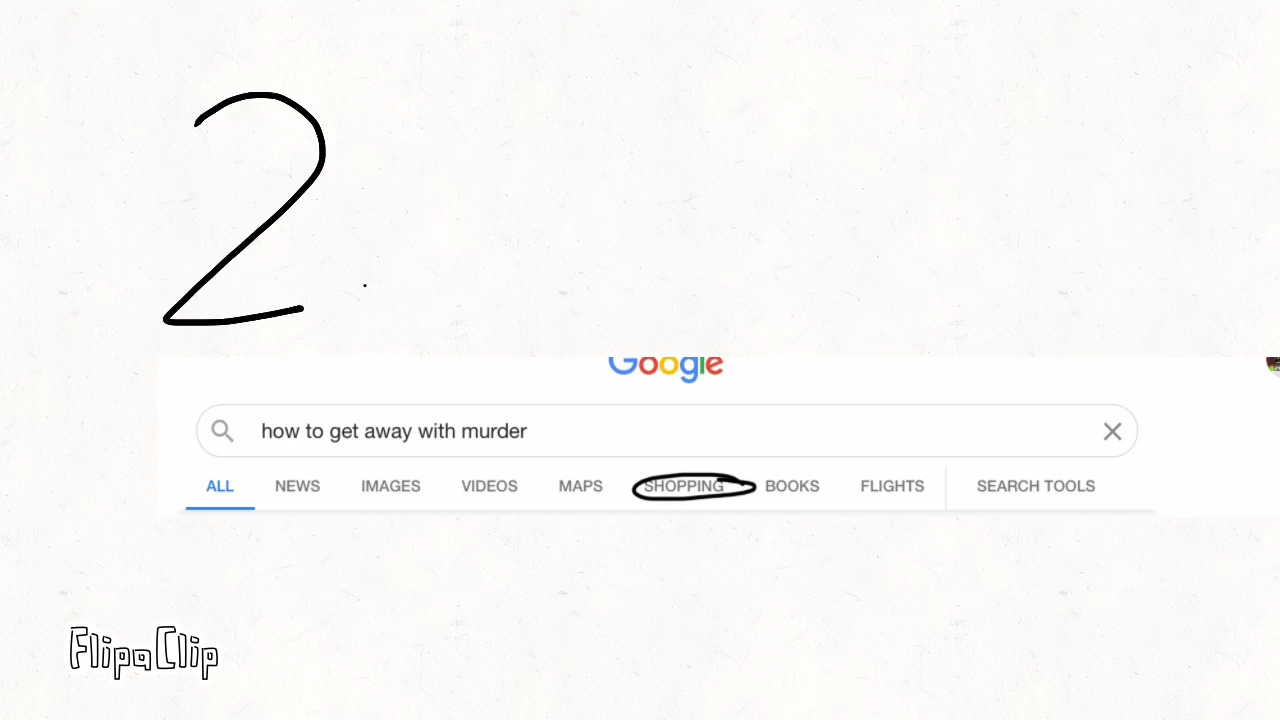 2
Google
how to get away with murder
ALL NEWS IMAGES VIDEOS MAPS SHOPPING BOOKS FLIGHTS SEARCH TOOLS
FlipaClip